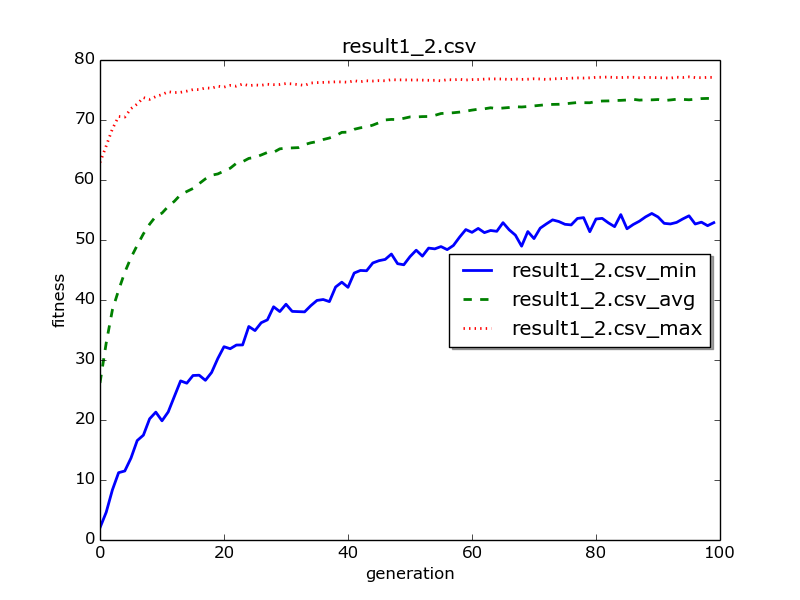 result1_2.csv
80
70
60
50
40
30
20
10
0
fitness
result1_2.csv_min
result1_2.csv_avg
result1_2.csv_max
0 20 40 60 80 100
generation